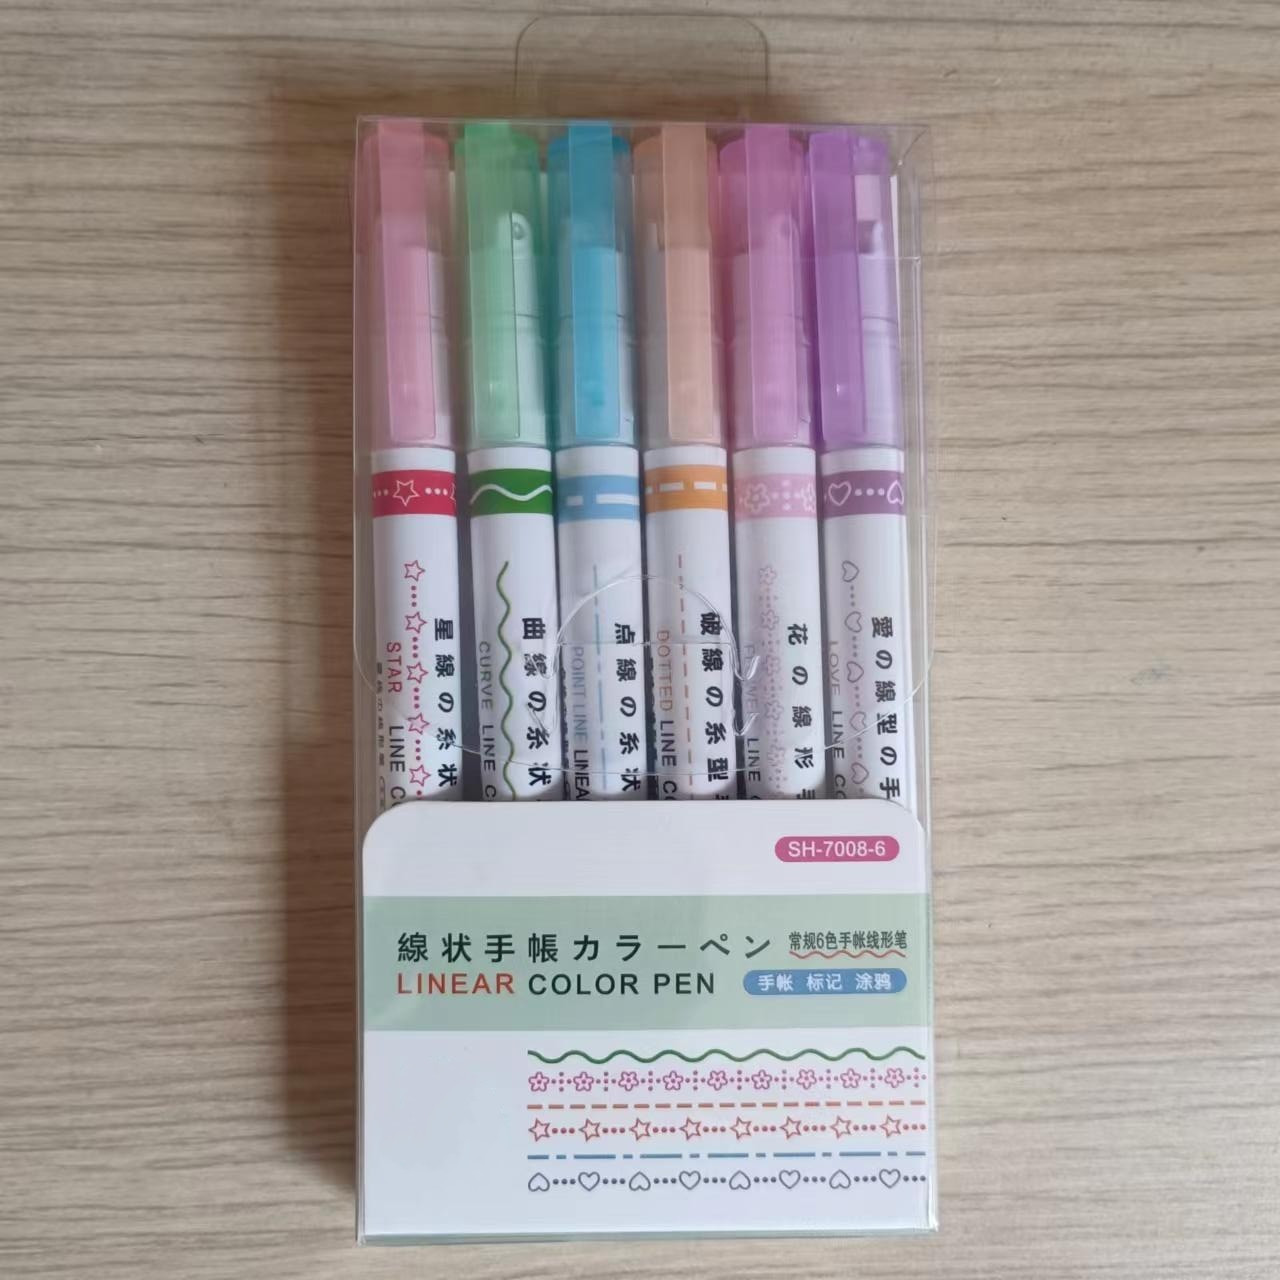 星線の糸状
STAR LINE
曲線の糸状
CURVE LINE
点線の糸状
POINT LINE LINEA
破線の糸型
DOTTED LINE
花の線形
LINE
愛の線型の手
LOVE LINE
SH-7008-6
線状手帳カラーペン
常规6色手帐线形笔
LINEAR COLOR PEN
手帐 标记 涂鸦